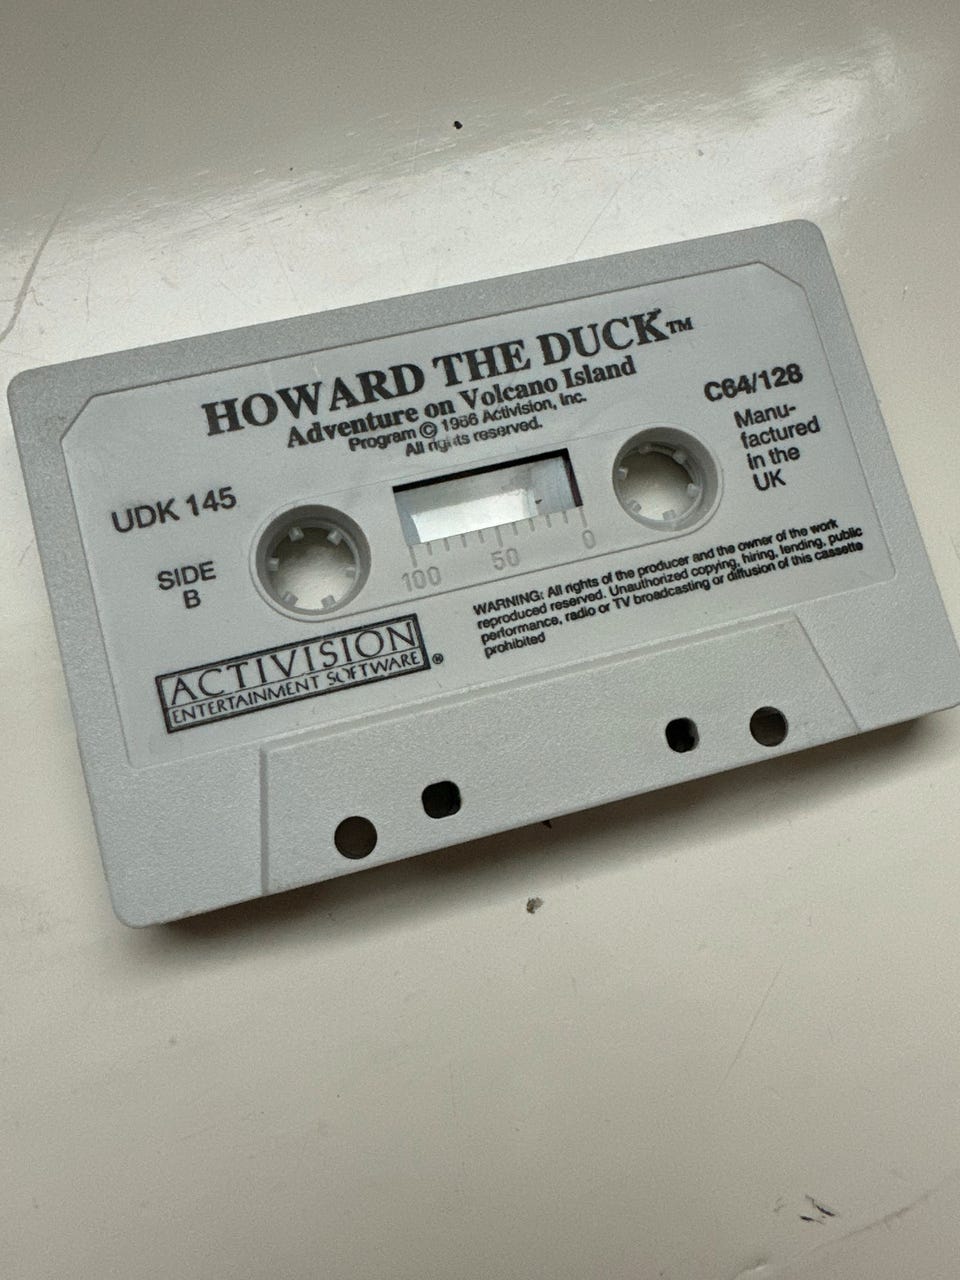 HOWARD THE DUCK™
Adventure on Volcano Island
Program © 1986 Activision, Inc.
All rights reserved.
C64/128
Manu-
factured
in the
UK
UDK 145
SIDE
B
100 50 0
WARNING: All rights of the producer and the owner of the work
reproduced reserved. Unauthorized copying, hiring, lending, public
performance, radio or TV broadcasting or diffusion of this cassette
prohibited
ACTIVISION®
ENTERTAINMENT SOFTWARE